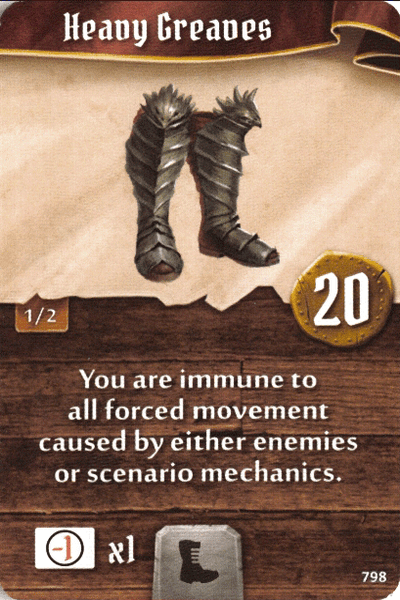 Heavy Greaves
20
1/2
You are immune to
all forced movement
caused by either enemies
or scenario mechanics.
-1 x1
798